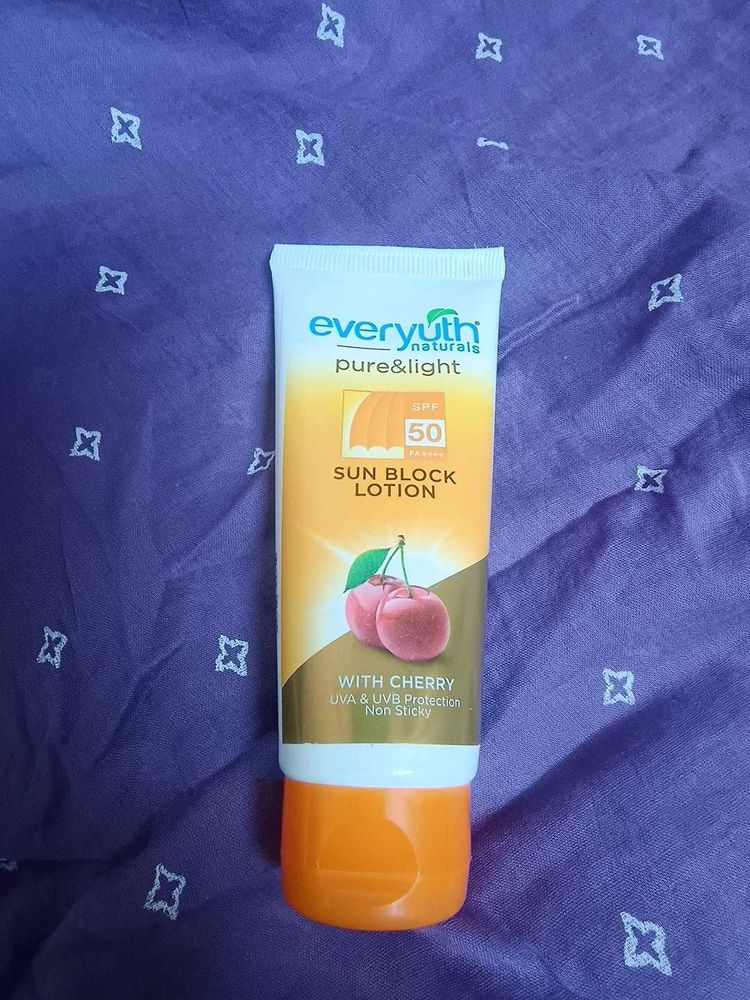 everyuth®
naturals
pure&light
SPF
50
PA++++
SUN BLOCK
LOTION
WITH CHERRY
UVA & UVB Protection
Non Sticky